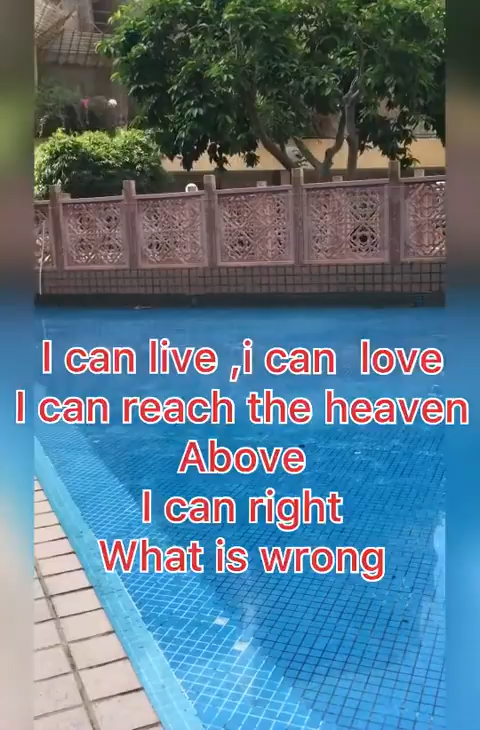 I can live ,i can love
I can reach the heaven
Above
I can right
What is wrong